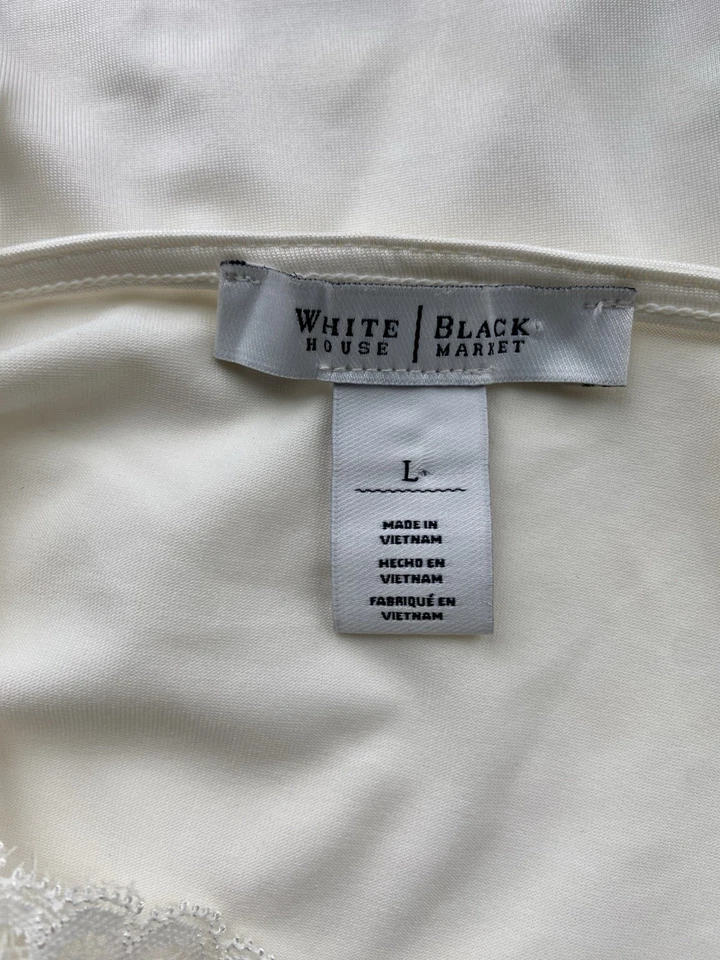 WHITE | BLACK
HOUSE | MARKET
L
MADE IN
VIETNAM
HECHO EN
VIETNAM
FABRIQUÉ EN
VIETNAM